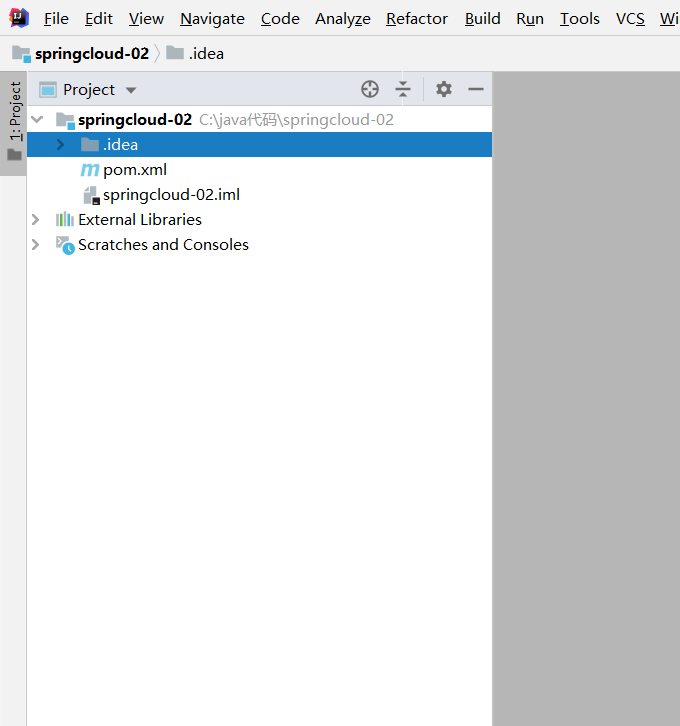 File Edit View Navigate Code Analyze Refactor Build Run Tools VCS Wi
springcloud-02 .idea
1: Project
Project
springcloud-02 C:\java代码\springcloud-02
.idea
pom.xml
springcloud-02.iml
External Libraries
Scratches and Consoles